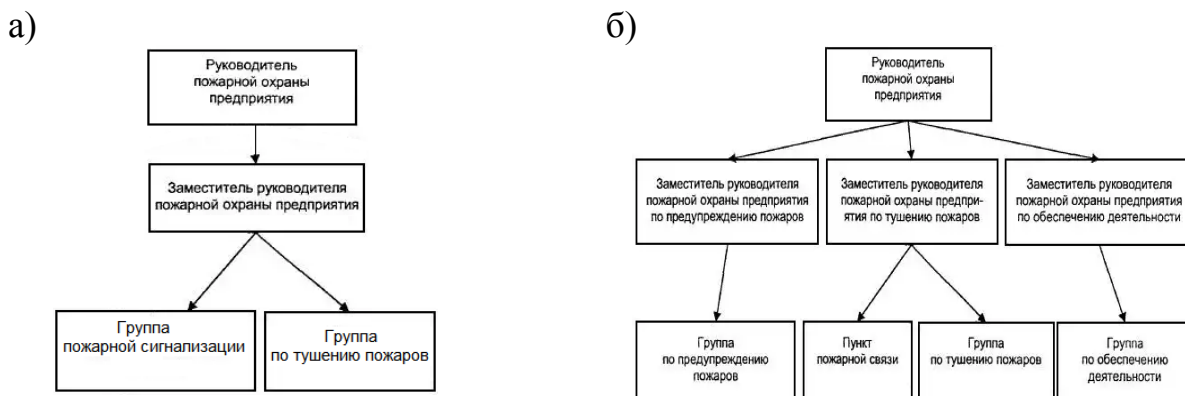 а)
Руководитель
пожарной охраны
предприятия
Заместитель руководителя
пожарной охраны предприятия
Группа
пожарной сигнализации
Группа
по тушению пожаров
б)
Руководитель
пожарной охраны
предприятия
Заместитель руководителя
пожарной охраны предприятия
по предупреждению пожаров
Заместитель руководителя
пожарной охраны предпри-
ятия по тушению пожаров
Заместитель руководителя
пожарной охраны предприятия
по обеспечению деятельности
Группа
по предупреждению
пожаров
Пункт
пожарной связи
Группа
по тушению пожаров
Группа
по обеспечению
деятельности